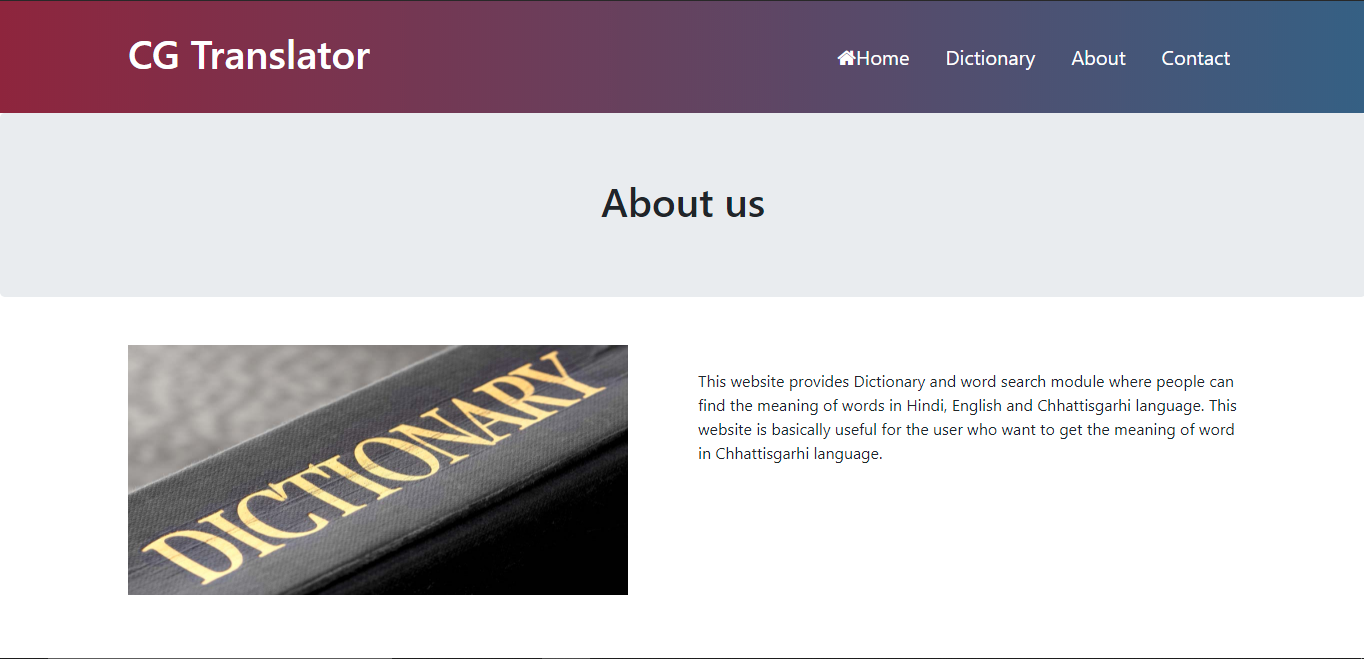 CG Translator
Home Dictionary About Contact
About us
DICTIONARY
This website provides Dictionary and word search module where people can
find the meaning of words in Hindi, English and Chhattisgarhi language. This
website is basically useful for the user who want to get the meaning of word
in Chhattisgarhi language.